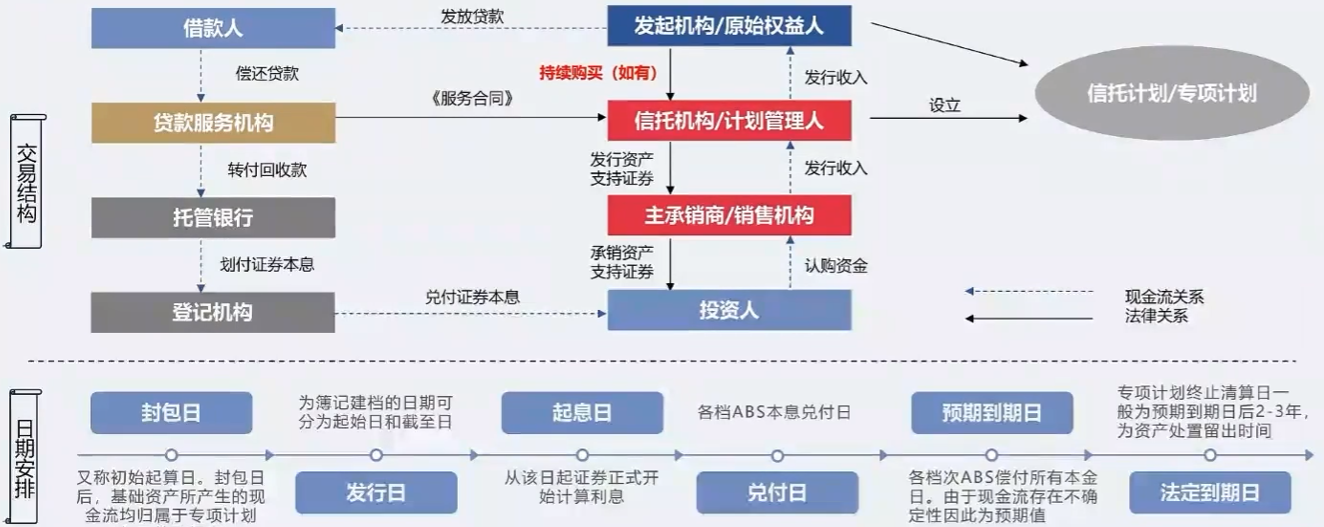 交易结构
借款人
发放贷款
发起机构/原始权益人
偿还贷款
持续购买（如有）
发行收入
信托计划/专项计划
贷款服务机构
《服务合同》
信托机构/计划管理人
设立
转付回收款
发行资产
支持证券
发行收入
托管银行
主承销商/销售机构
划付证券本息
承销资产
支持证券
认购资金
登记机构
兑付证券本息
投资人
现金流关系
法律关系
日期安排
封包日
又称初始起算日。封包日
后，基础资产所产生的现
金流均归属于专项计划
为簿记建档的日期可
分为起始日和截至日
发行日
起息日
从该日起证券正式开
始计算利息
各档ABS本息兑付日
兑付日
预期到期日
各档次ABS偿付所有本金
日。由于现金流存在不确
定性因此为预期值
专项计划终止清算日一
般为预期到期日后2-3年，
为资产处置留出时间
法定到期日